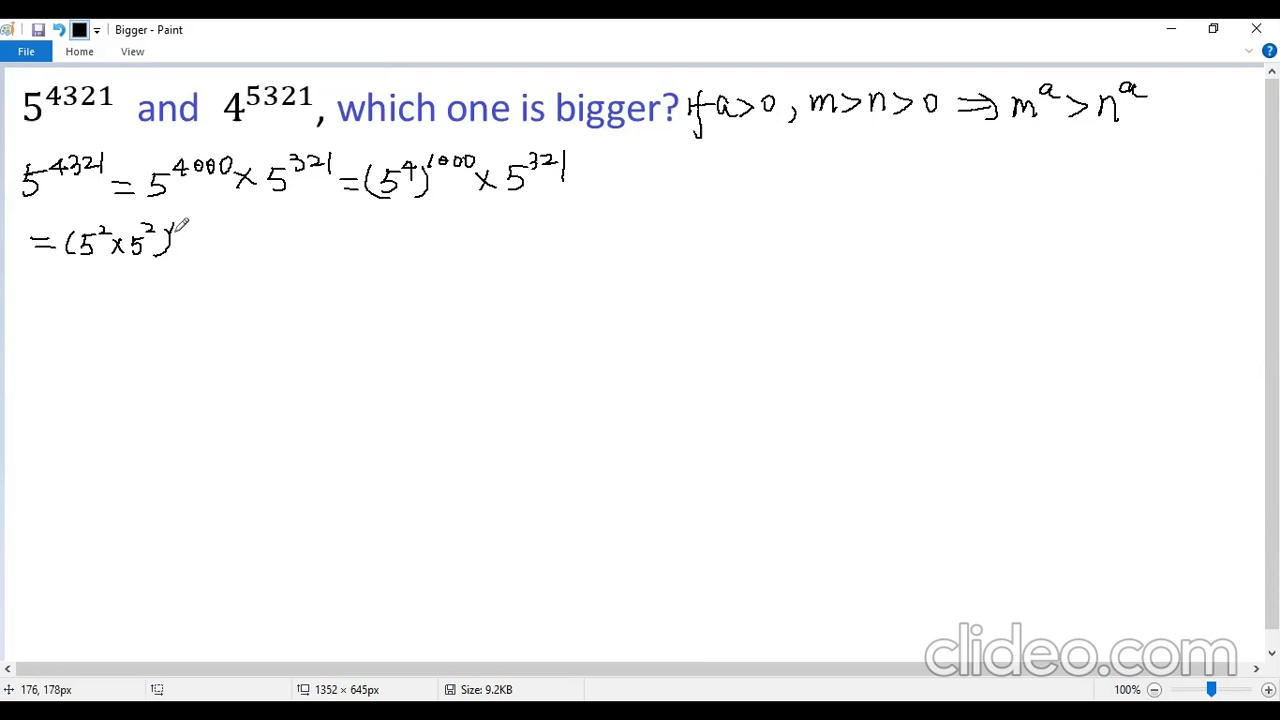 Bigger - Paint
File Home View
5^4321 and 4^5321, which one is bigger? if a>0, m>n>0 ⟹ m^a > n^a
5^4321 = 5^4000 × 5^321 = (5^4)^1000 × 5^321
= (5^2 × 5^2)
clideo.com
176, 178px 1352 × 645px Size: 9.2KB 100%